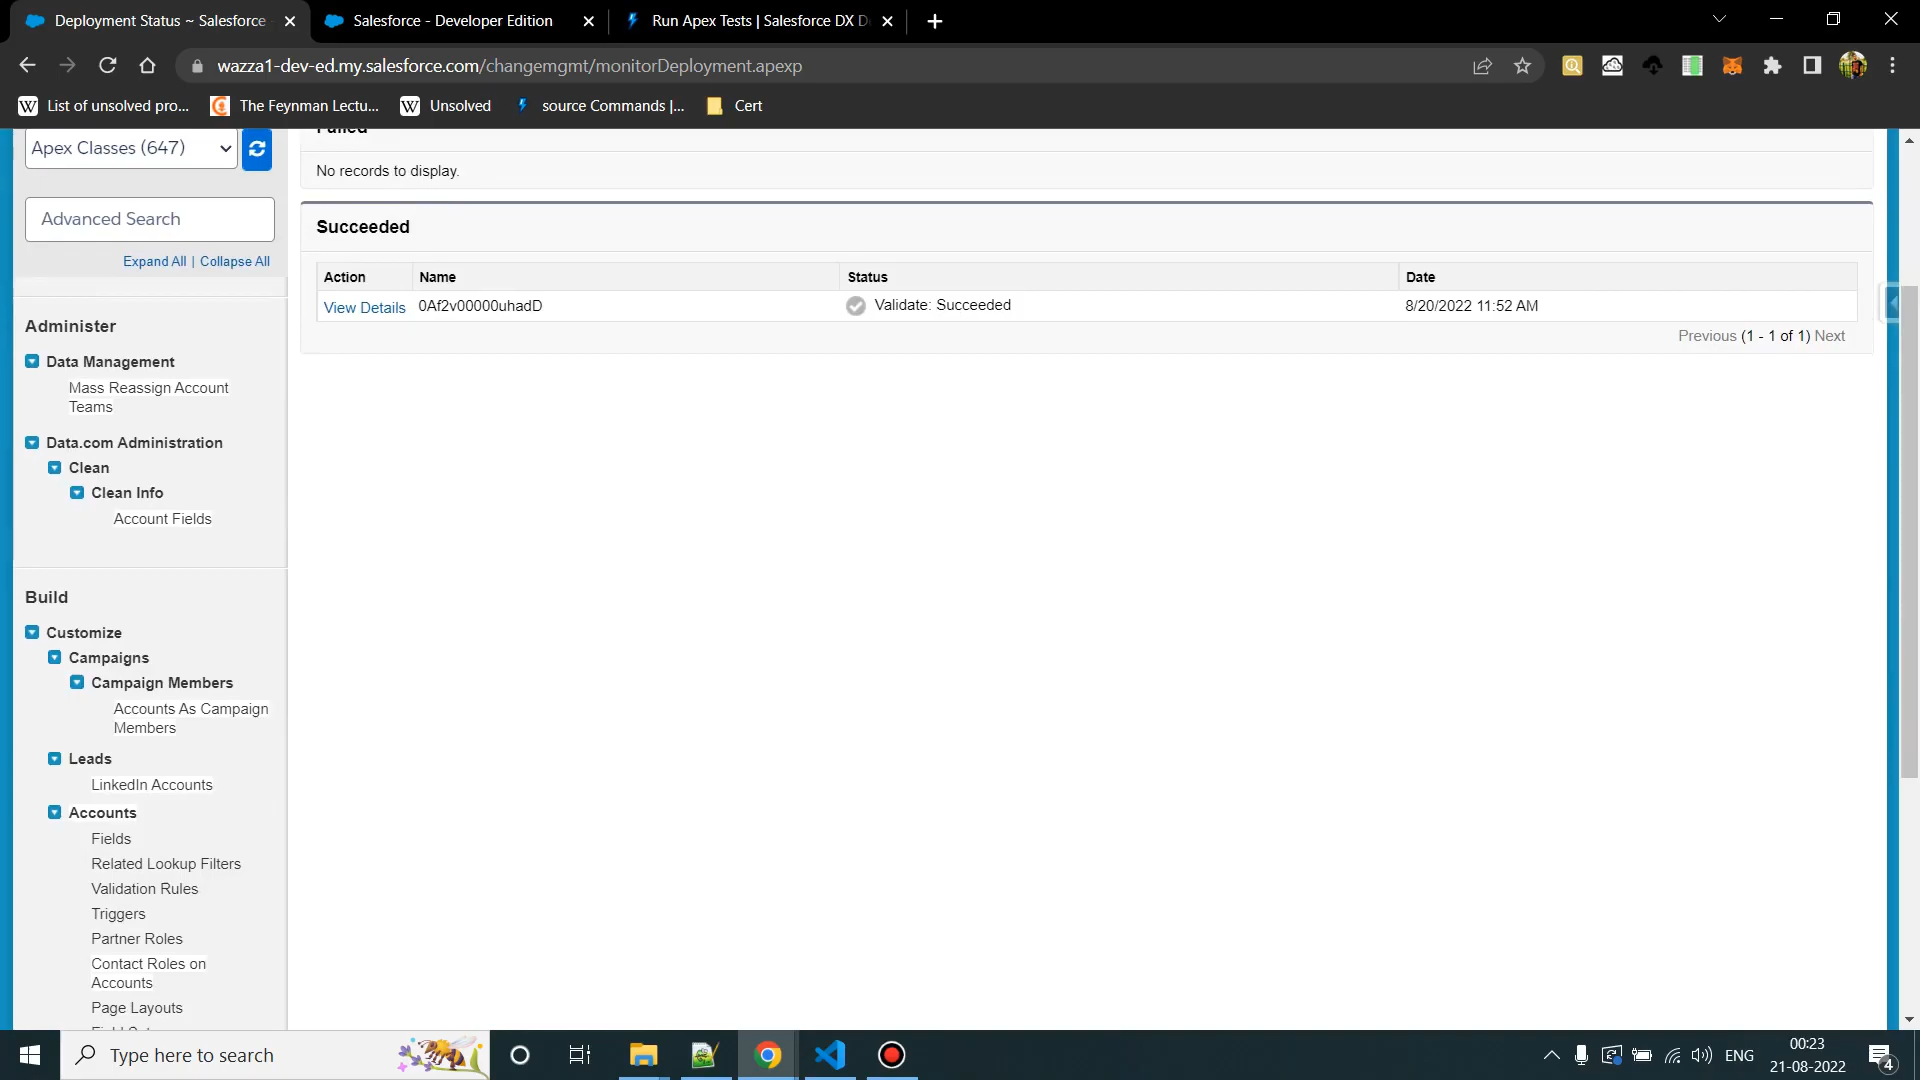 Deployment Status ~ Salesforce
Salesforce - Developer Edition
Run Apex Tests | Salesforce DX D
wazza1-dev-ed.my.salesforce.com/changemgmt/monitorDeployment.apexp
List of unsolved pro...
The Feynman Lectu...
Unsolved
source Commands |...
Cert
Apex Classes (647)
Advanced Search
Expand All | Collapse All
Administer
Data Management
Mass Reassign Account
Teams
Data.com Administration
Clean
Clean Info
Account Fields
Build
Customize
Campaigns
Campaign Members
Accounts As Campaign
Members
Leads
LinkedIn Accounts
Accounts
Fields
Related Lookup Filters
Validation Rules
Triggers
Partner Roles
Contact Roles on
Accounts
Page Layouts
Failed
No records to display.
Succeeded
Action Name Status Date
View Details 0Af2v00000uhadD Validate: Succeeded 8/20/2022 11:52 AM
Previous (1 - 1 of 1) Next
Type here to search
ENG
00:23
21-08-2022
4